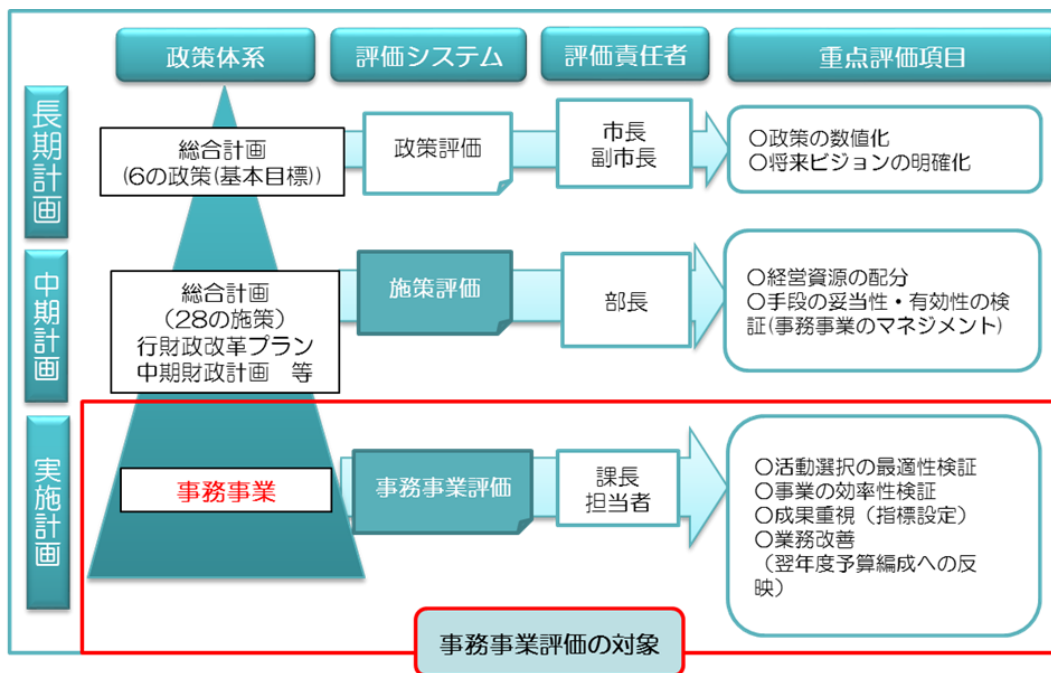 政策体系
評価システム
評価責任者
重点評価項目
長期計画
総合計画
(6の政策(基本目標))
政策評価
市長
副市長
〇政策の数値化
〇将来ビジョンの明確化
中期計画
総合計画
(28の施策)
行財政改革プラン
中期財政計画 等
施策評価
部長
〇経営資源の配分
〇手段の妥当性・有効性の検
証(事務事業のマネジメント)
実施計画
事務事業
事務事業評価
課長
担当者
〇活動選択の最適性検証
〇事業の効率性検証
〇成果重視（指標設定）
〇業務改善
（翌年度予算編成への反
映）
事務事業評価の対象